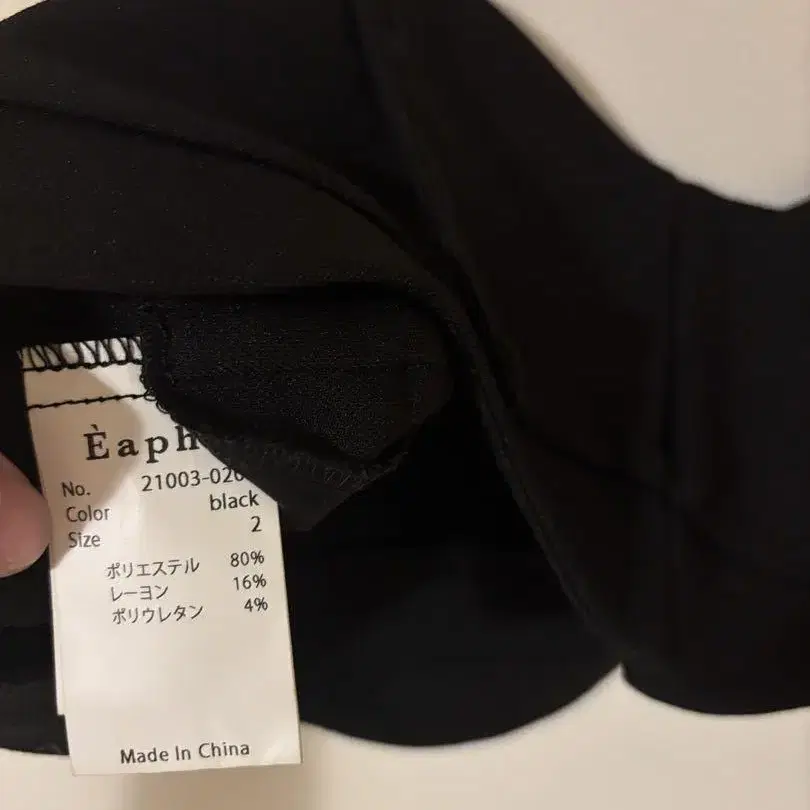 Èaph
No. 21003-020
Color black
Size 2
ポリエステル 80%
レーヨン 16%
ポリウレタン 4%
Made In China